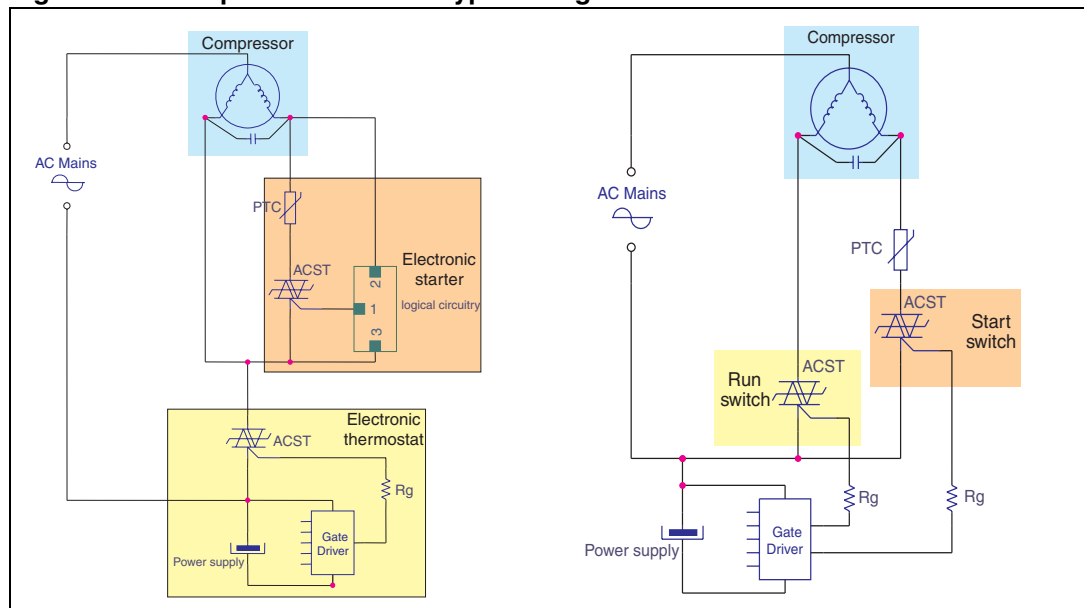 Compressor
AC Mains
PTC
ACST
Electronic
starter
logical circuitry
2
1
3
Electronic
thermostat
ACST
Rg
Gate
Driver
Power supply
Compressor
AC Mains
PTC
ACST
Start
switch
ACST
Run
switch
Rg
Rg
Gate
Driver
Power supply